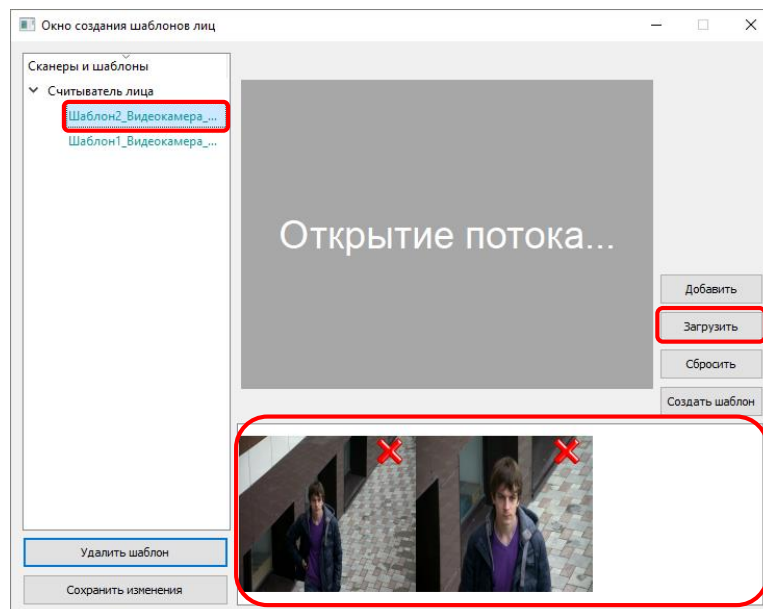 Окно создания шаблонов лиц
Сканеры и шаблоны
Считыватель лица
Шаблон2_Видеокамера_...
Шаблон1_Видеокамера_...
Открытие потока...
Добавить
Загрузить
Сбросить
Создать шаблон
Удалить шаблон
Сохранить изменения